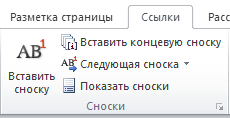 Разметка страницы Ссылки Расс
AB¹ Вставить сноску
Вставить концевую сноску
AB¹ Следующая сноска
Показать сноски
Сноски